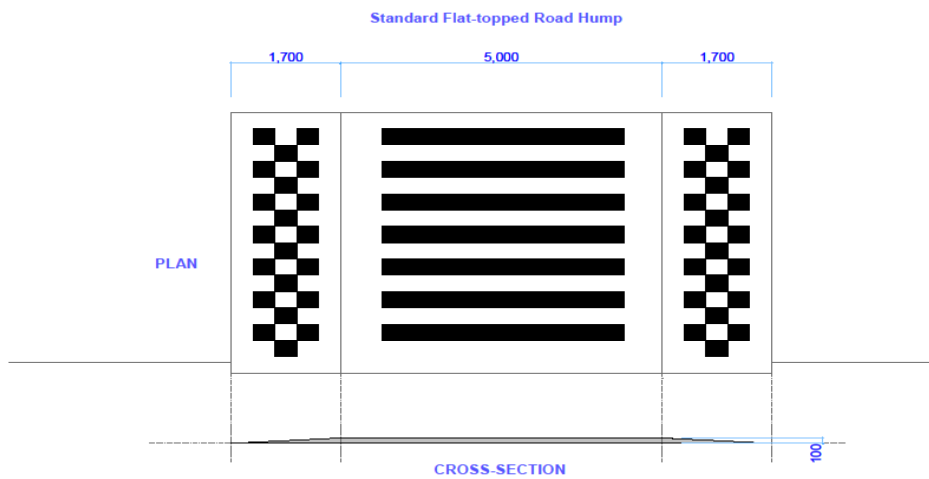 Standard Flat-topped Road Hump
1,700
5,000
1,700
PLAN
100
CROSS-SECTION